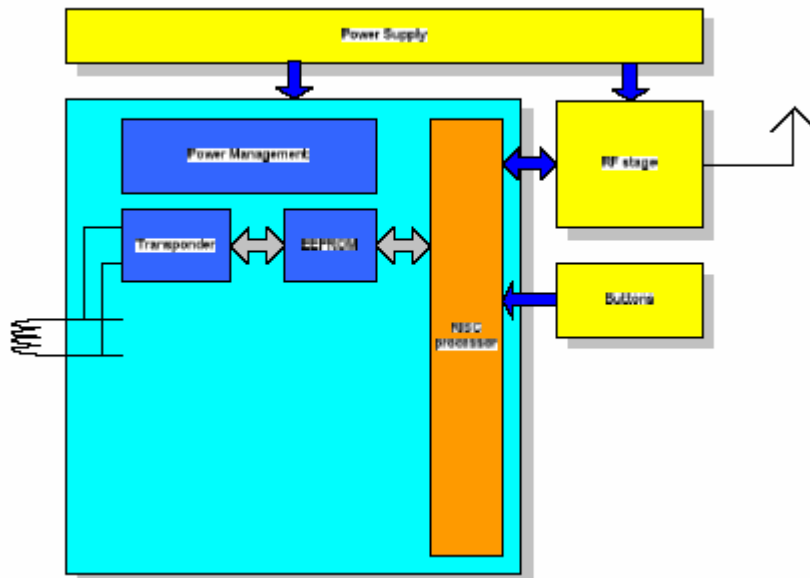 Power Supply
Power Management
RF stage
Transponder
EEPROM
Buttons
RISC
processor